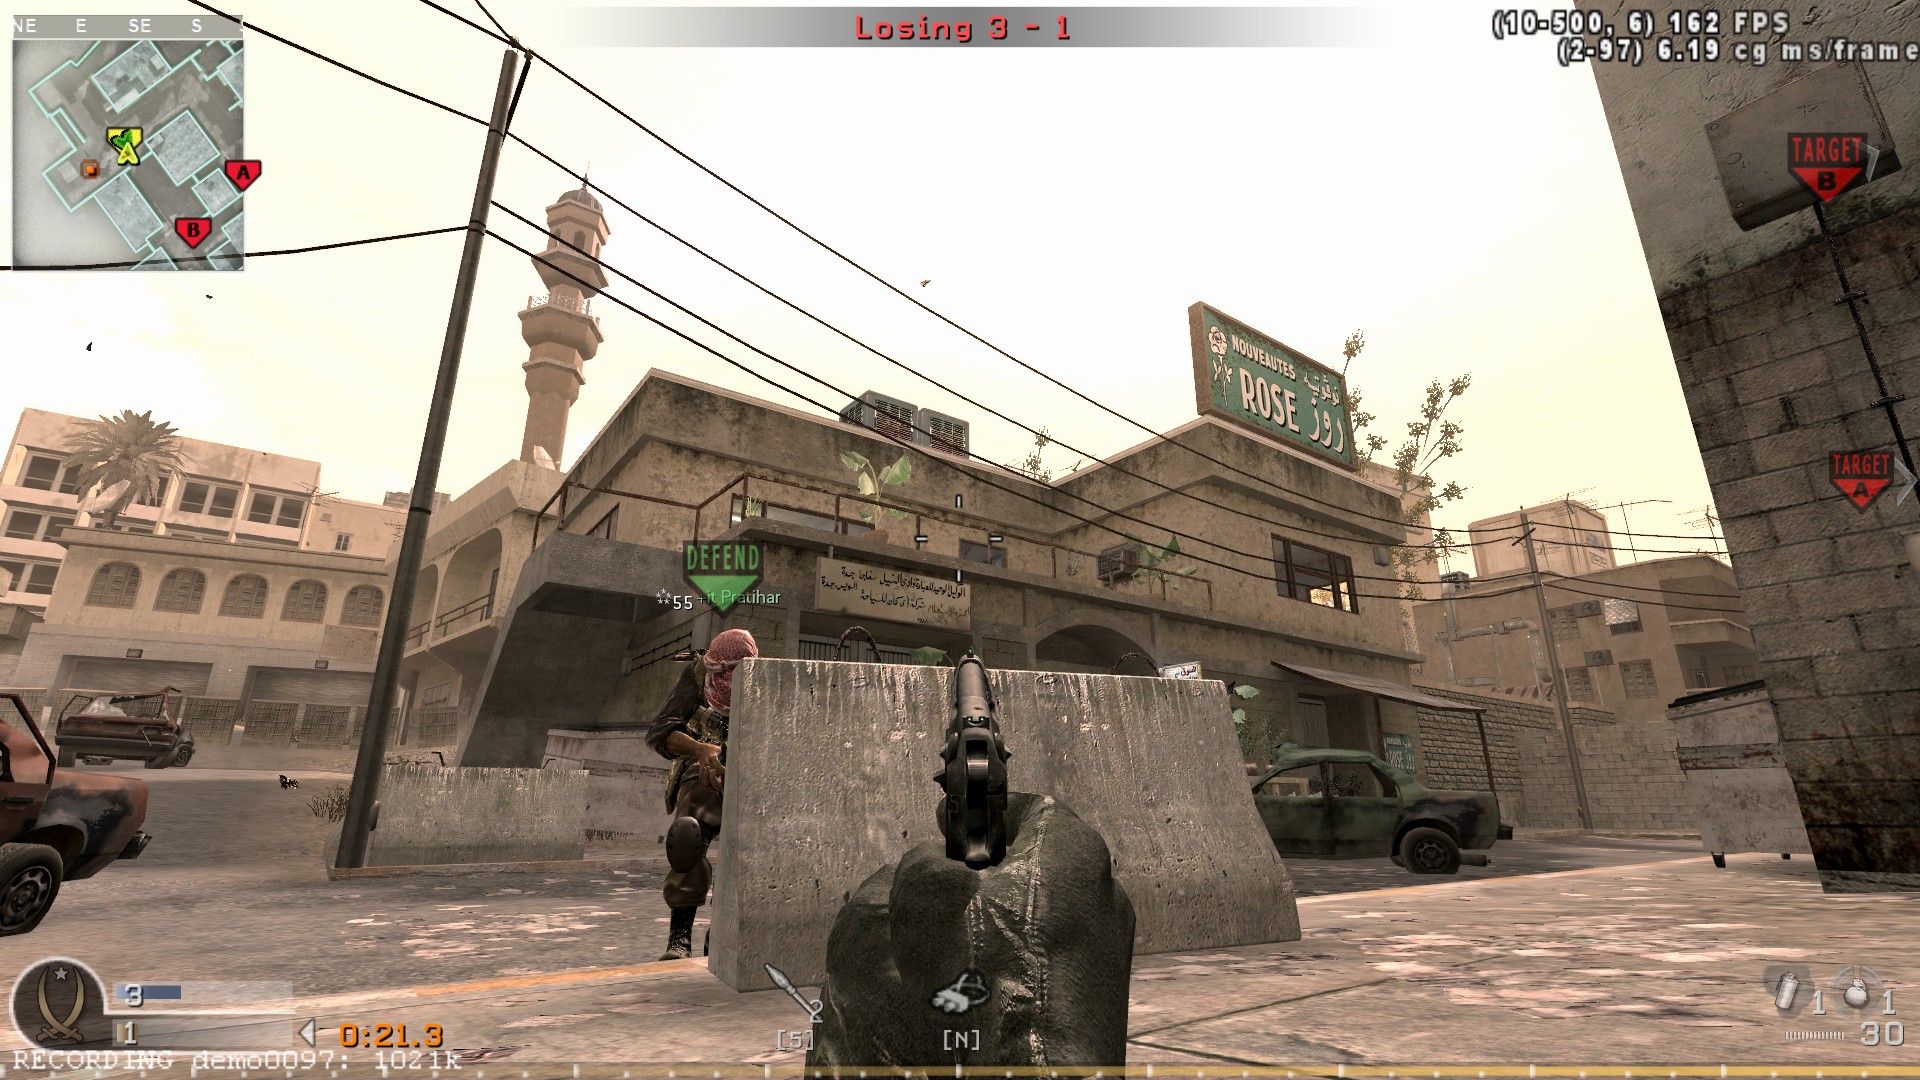 NE E SE S
Losing 3 - 1
(10-500, 6) 162 FPS
(2-97) 6.19 cg ms/frame
A
B
TARGET
B
TARGET
A
NOUVEAUTES
ROSE
روز
DEFEND
55 +it Pratihar
ROSE
3
1
0:21.3
2
[5]
[N]
1
1
30
RECORDING demo0097: 1021k